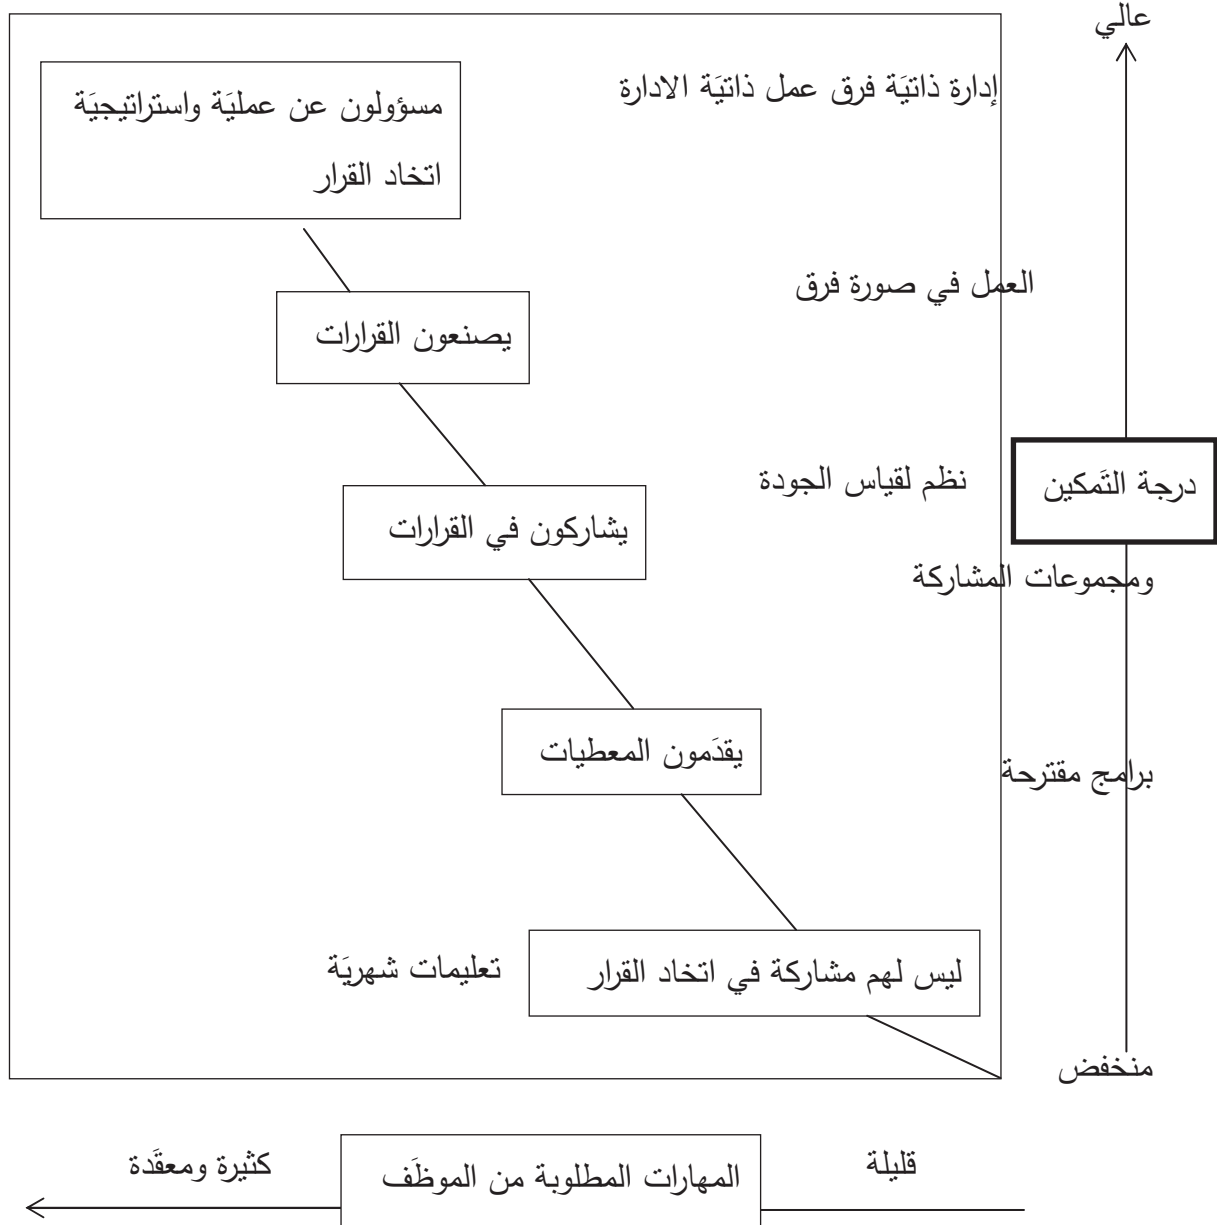 عالي
إدارة ذاتيَة فرق عمل ذاتيَة الادارة
مسؤولون عن عمليَة واستراتيجيَة
اتخاد القرار
العمل في صورة فرق
يصنعون القرارات
درجة التَمكين
نظم لقياس الجودة
يشاركون في القرارات
ومجموعات المشاركة
يقدَمون المعطيات
برامج مقترحة
ليس لهم مشاركة في اتخاد القرار
تعليمات شهريَة
منخفض
قليلة
المهارات المطلوبة من الموظَف
كثيرة ومعقَدة